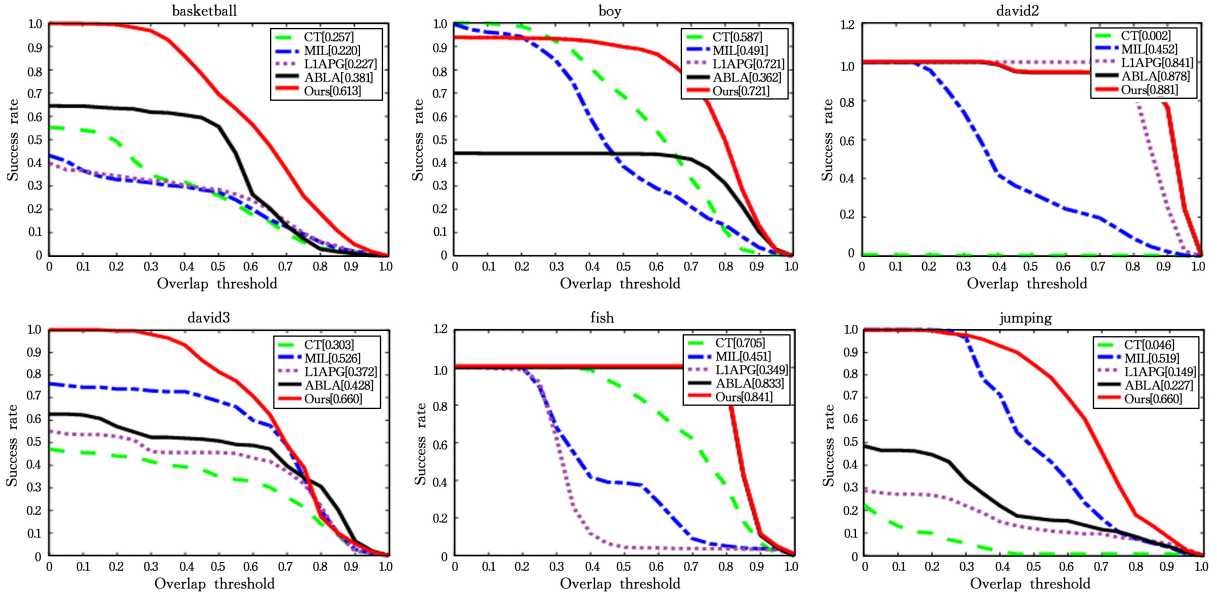 basketball
1.0
0.9
0.8
0.7
0.6
0.5
0.4
0.3
0.2
0.1
0
Success rate
CT[0.257]
MIL[0.220]
L1APG[0.227]
ABLA[0.381]
Ours[0.613]
0 0.1 0.2 0.3 0.4 0.5 0.6 0.7 0.8 0.9 1.0
Overlap threshold
boy
1.0
0.9
0.8
0.7
0.6
0.5
0.4
0.3
0.2
0.1
0
Success rate
CT[0.587]
MIL[0.491]
L1APG[0.721]
ABLA[0.362]
Ours[0.721]
0 0.1 0.2 0.3 0.4 0.5 0.6 0.7 0.8 0.9 1.0
Overlap threshold
david2
1.2
1.0
0.8
0.6
0.4
0.2
0
Success rate
CT[0.002]
MIL[0.452]
L1APG[0.841]
ABLA[0.878]
Ours[0.881]
0 0.1 0.2 0.3 0.4 0.5 0.6 0.7 0.8 0.9 1.0
Overlap threshold
david3
1.0
0.9
0.8
0.7
0.6
0.5
0.4
0.3
0.2
0.1
0
Success rate
CT[0.303]
MIL[0.526]
L1APG[0.372]
ABLA[0.428]
Ours[0.660]
0 0.1 0.2 0.3 0.4 0.5 0.6 0.7 0.8 0.9 1.0
Overlap threshold
fish
1.2
1.0
0.8
0.6
0.4
0.2
0
Success rate
CT[0.705]
MIL[0.451]
L1APG[0.349]
ABLA[0.833]
Ours[0.841]
0 0.1 0.2 0.3 0.4 0.5 0.6 0.7 0.8 0.9 1.0
Overlap threshold
jumping
1.0
0.9
0.8
0.7
0.6
0.5
0.4
0.3
0.2
0.1
0
Success rate
CT[0.046]
MIL[0.519]
L1APG[0.149]
ABLA[0.227]
Ours[0.660]
0 0.1 0.2 0.3 0.4 0.5 0.6 0.7 0.8 0.9 1.0
Overlap threshold